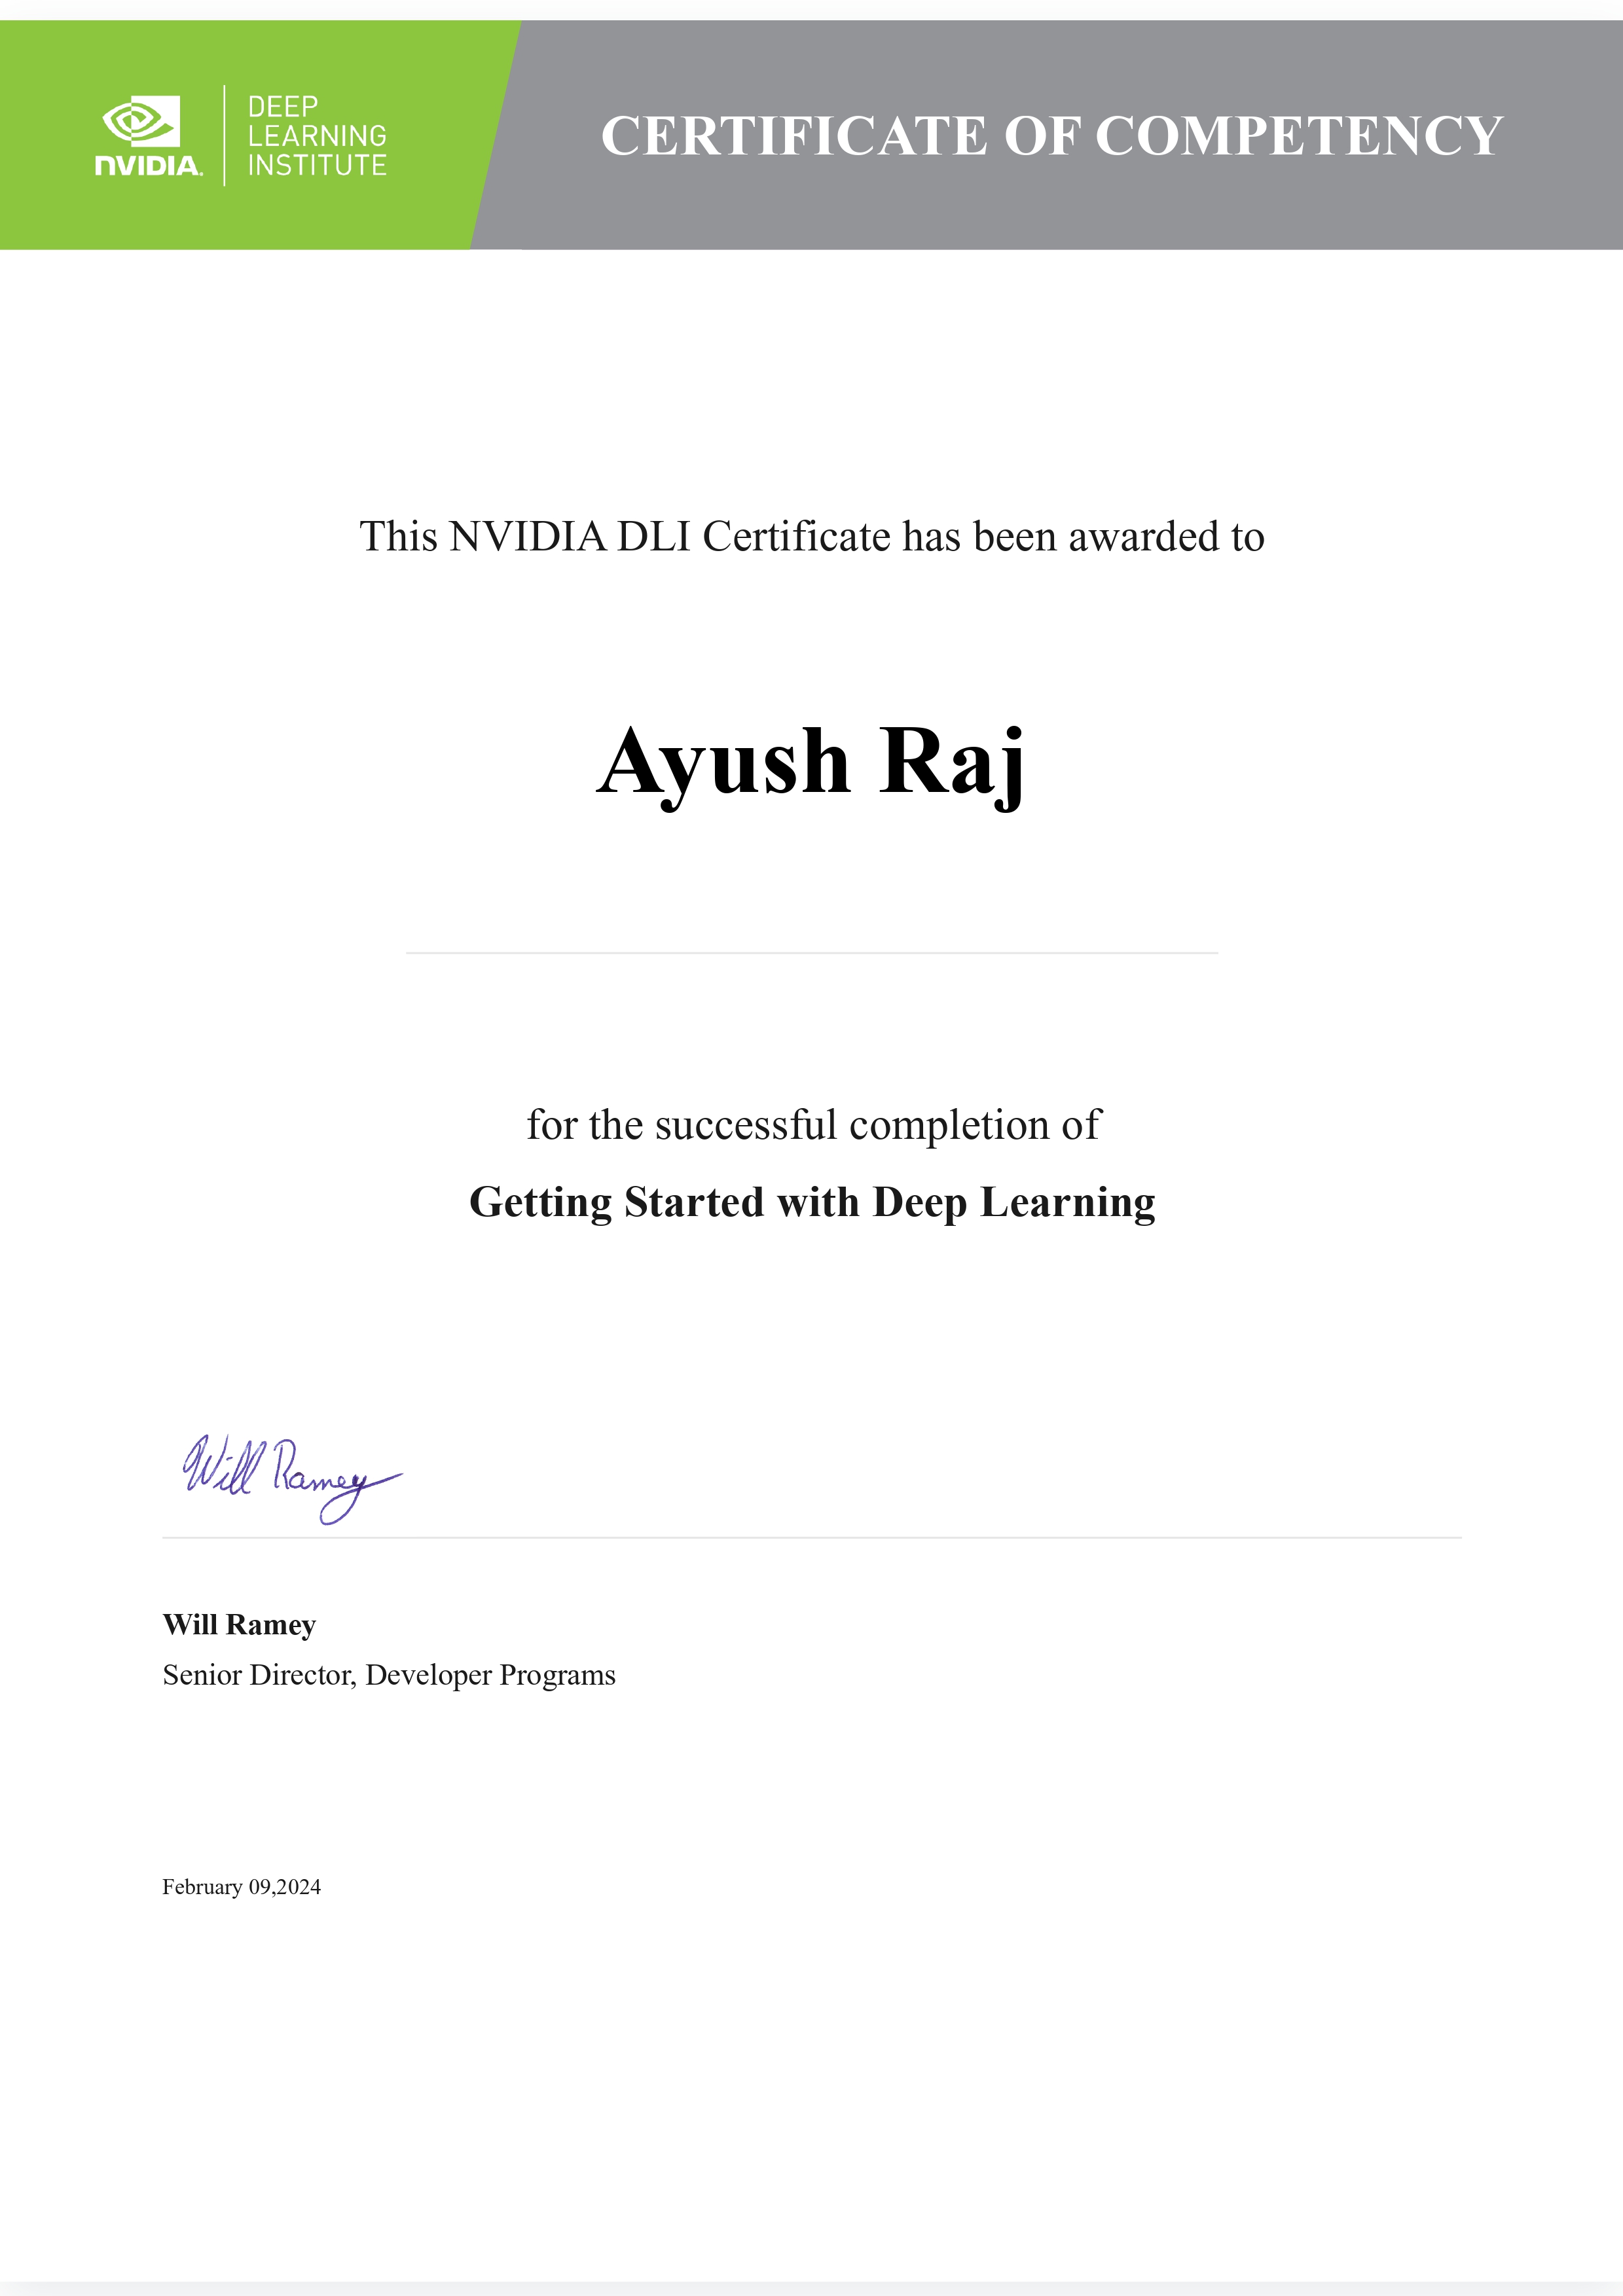 NVIDIA.
DEEP
LEARNING
INSTITUTE
CERTIFICATE OF COMPETENCY
This NVIDIA DLI Certificate has been awarded to
Ayush Raj
for the successful completion of
Getting Started with Deep Learning
Will Ramey
Will Ramey
Senior Director, Developer Programs
February 09,2024